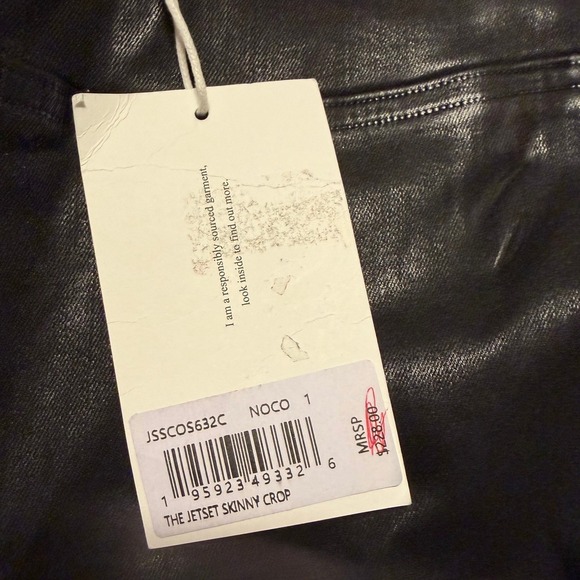 I am a responsibly sourced garment,
look inside to find out more.
JSSCOS632C NOCO 1
1 95923 49332 6
THE JETSET SKINNY CROP
MRSP
$228.00